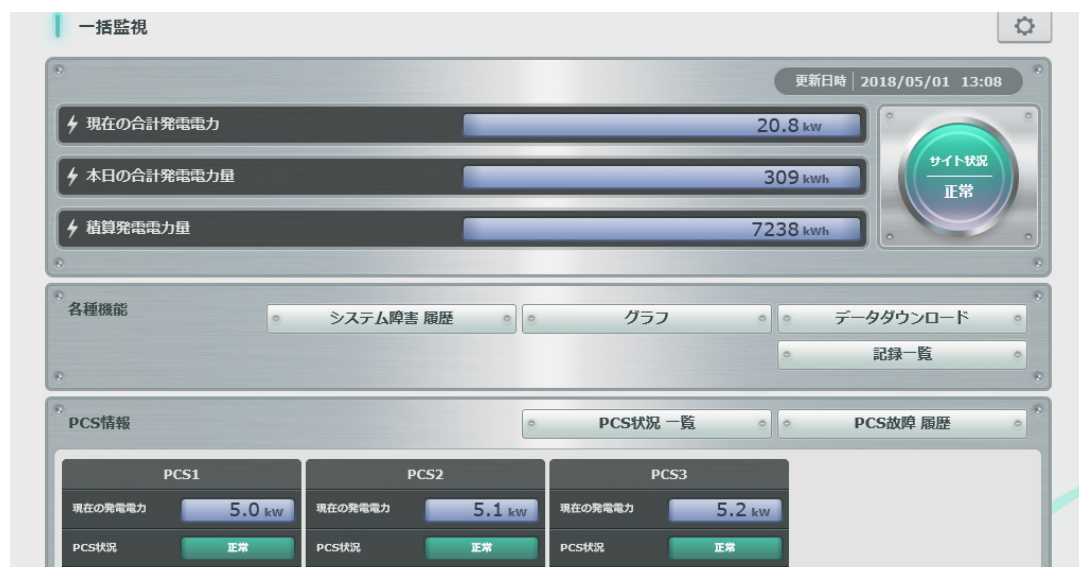 一括監視
更新日時 2018/05/01 13:08
現在の合計発電電力 20.8 kW
本日の合計発電電力量 309 kWh
積算発電電力量 7238 kWh
サイト状況
正常
各種機能
システム障害 履歴 グラフ データダウンロード
記録一覧
PCS情報 PCS状況 一覧 PCS故障 履歴
PCS1 PCS2 PCS3
現在の発電電力 5.0 kW 現在の発電電力 5.1 kW 現在の発電電力 5.2 kW
PCS状況 正常 PCS状況 正常 PCS状況 正常